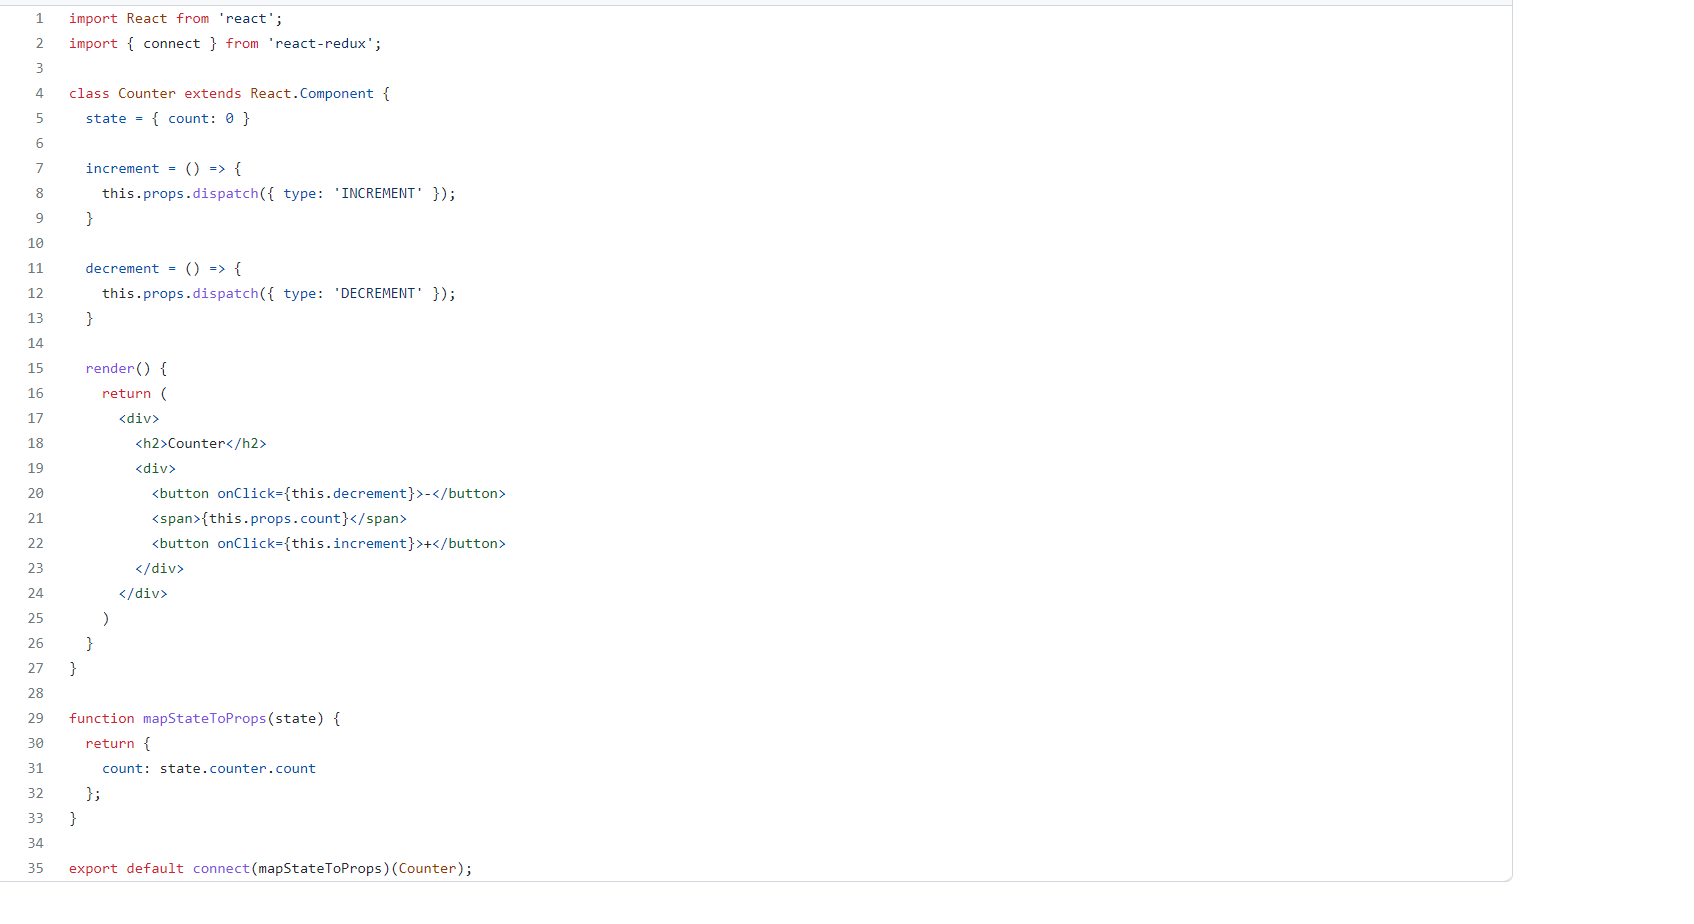 1 import React from 'react';
2 import { connect } from 'react-redux';
3
4 class Counter extends React.Component {
5   state = { count: 0 }
6
7   increment = () => {
8     this.props.dispatch({ type: 'INCREMENT' });
9   }
10
11   decrement = () => {
12     this.props.dispatch({ type: 'DECREMENT' });
13   }
14
15   render() {
16     return (
17       <div>
18         <h2>Counter</h2>
19         <div>
20           <button onClick={this.decrement}>-</button>
21           <span>{this.props.count}</span>
22           <button onClick={this.increment}>+</button>
23         </div>
24       </div>
25     )
26   }
27 }
28
29 function mapStateToProps(state) {
30   return {
31     count: state.counter.count
32   };
33 }
34
35 export default connect(mapStateToProps)(Counter);